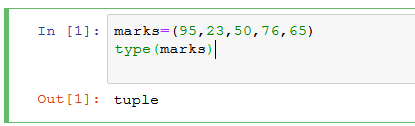 In [1]: marks=(95,23,50,76,65)
type(marks)
Out[1]: tuple